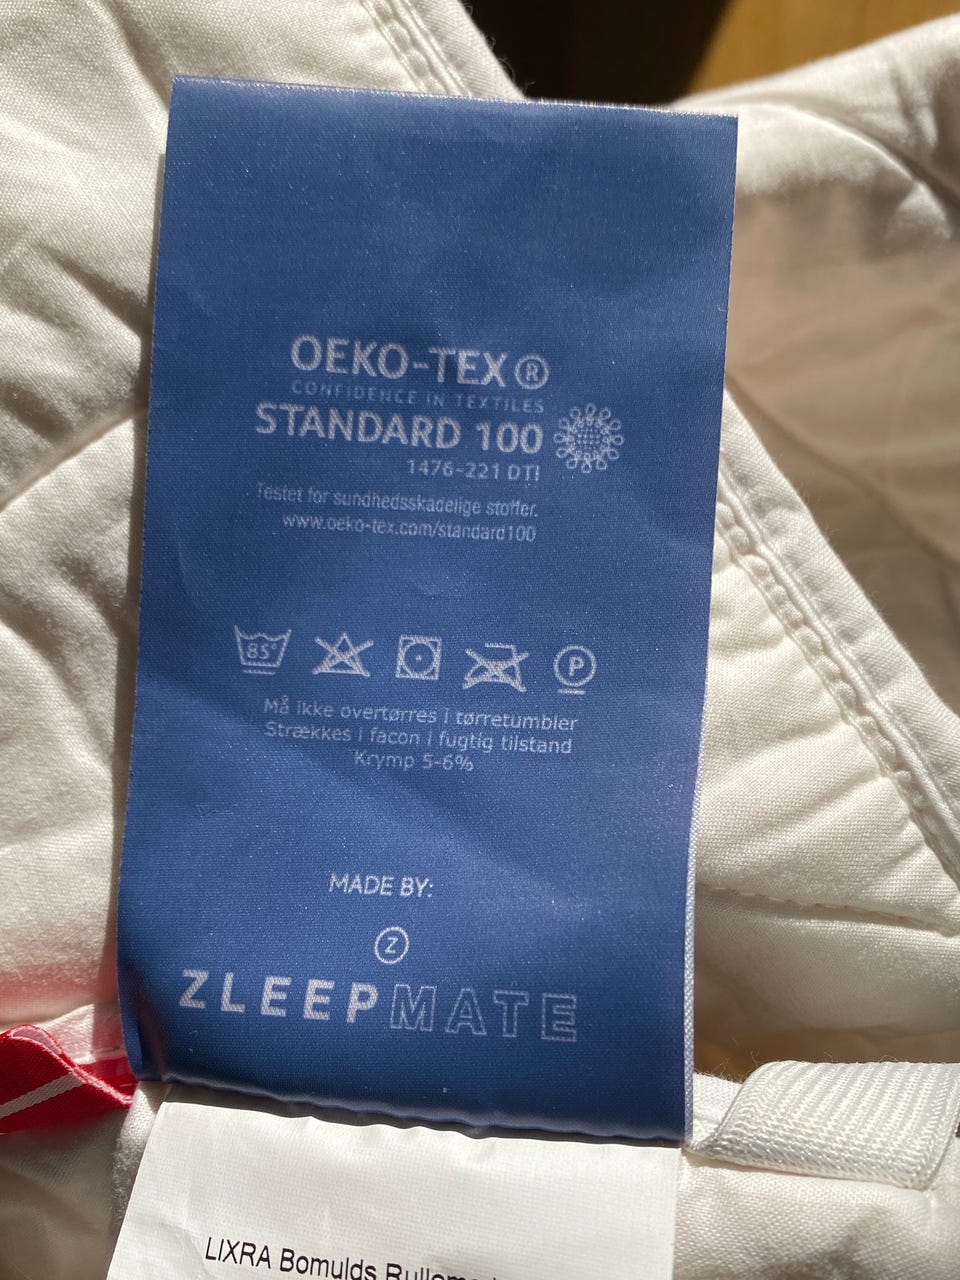 OEKO-TEX®
CONFIDENCE IN TEXTILES
STANDARD 100
1476-221 DTI
Testet for sundhedsskadelige stoffer.
www.oeko-tex.com/standard100
85°
P
Må ikke overtørres i tørretumbler
Strækkes i facon i fugtig tilstand
Krymp 5-6%
MADE BY:
Z
ZLEEPMATE
LIXRA Bomulds